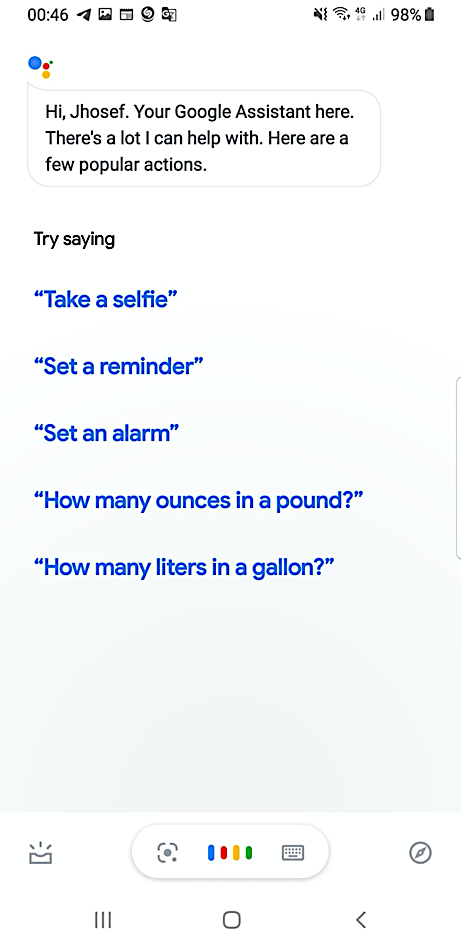 00:46 4G 98%
Hi, Jhosef. Your Google Assistant here.
There's a lot I can help with. Here are a
few popular actions.
Try saying
“Take a selfie”
“Set a reminder”
“Set an alarm”
“How many ounces in a pound?”
“How many liters in a gallon?”